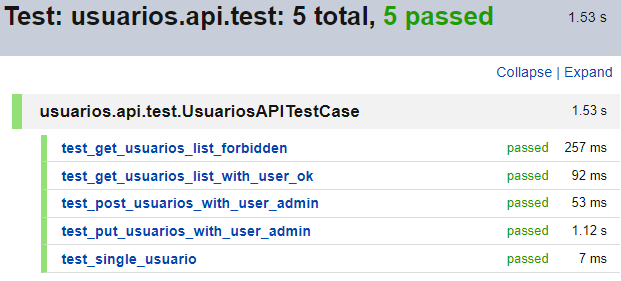 Test: usuarios.api.test: 5 total, 5 passed 1.53 s
Collapse | Expand
usuarios.api.test.UsuariosAPITestCase 1.53 s
test_get_usuarios_list_forbidden passed 257 ms
test_get_usuarios_list_with_user_ok passed 92 ms
test_post_usuarios_with_user_admin passed 53 ms
test_put_usuarios_with_user_admin passed 1.12 s
test_single_usuario passed 7 ms